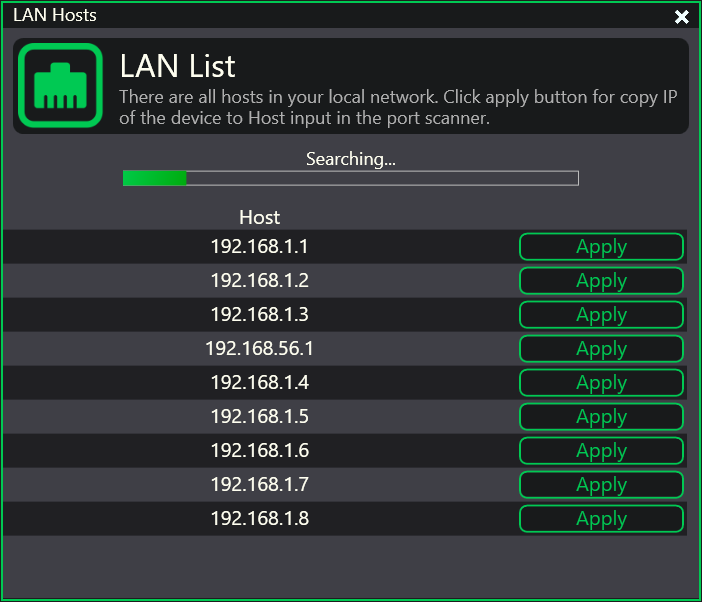 LAN Hosts
LAN List
There are all hosts in your local network. Click apply button for copy IP
of the device to Host input in the port scanner.
Searching...
Host
192.168.1.1 Apply
192.168.1.2 Apply
192.168.1.3 Apply
192.168.56.1 Apply
192.168.1.4 Apply
192.168.1.5 Apply
192.168.1.6 Apply
192.168.1.7 Apply
192.168.1.8 Apply